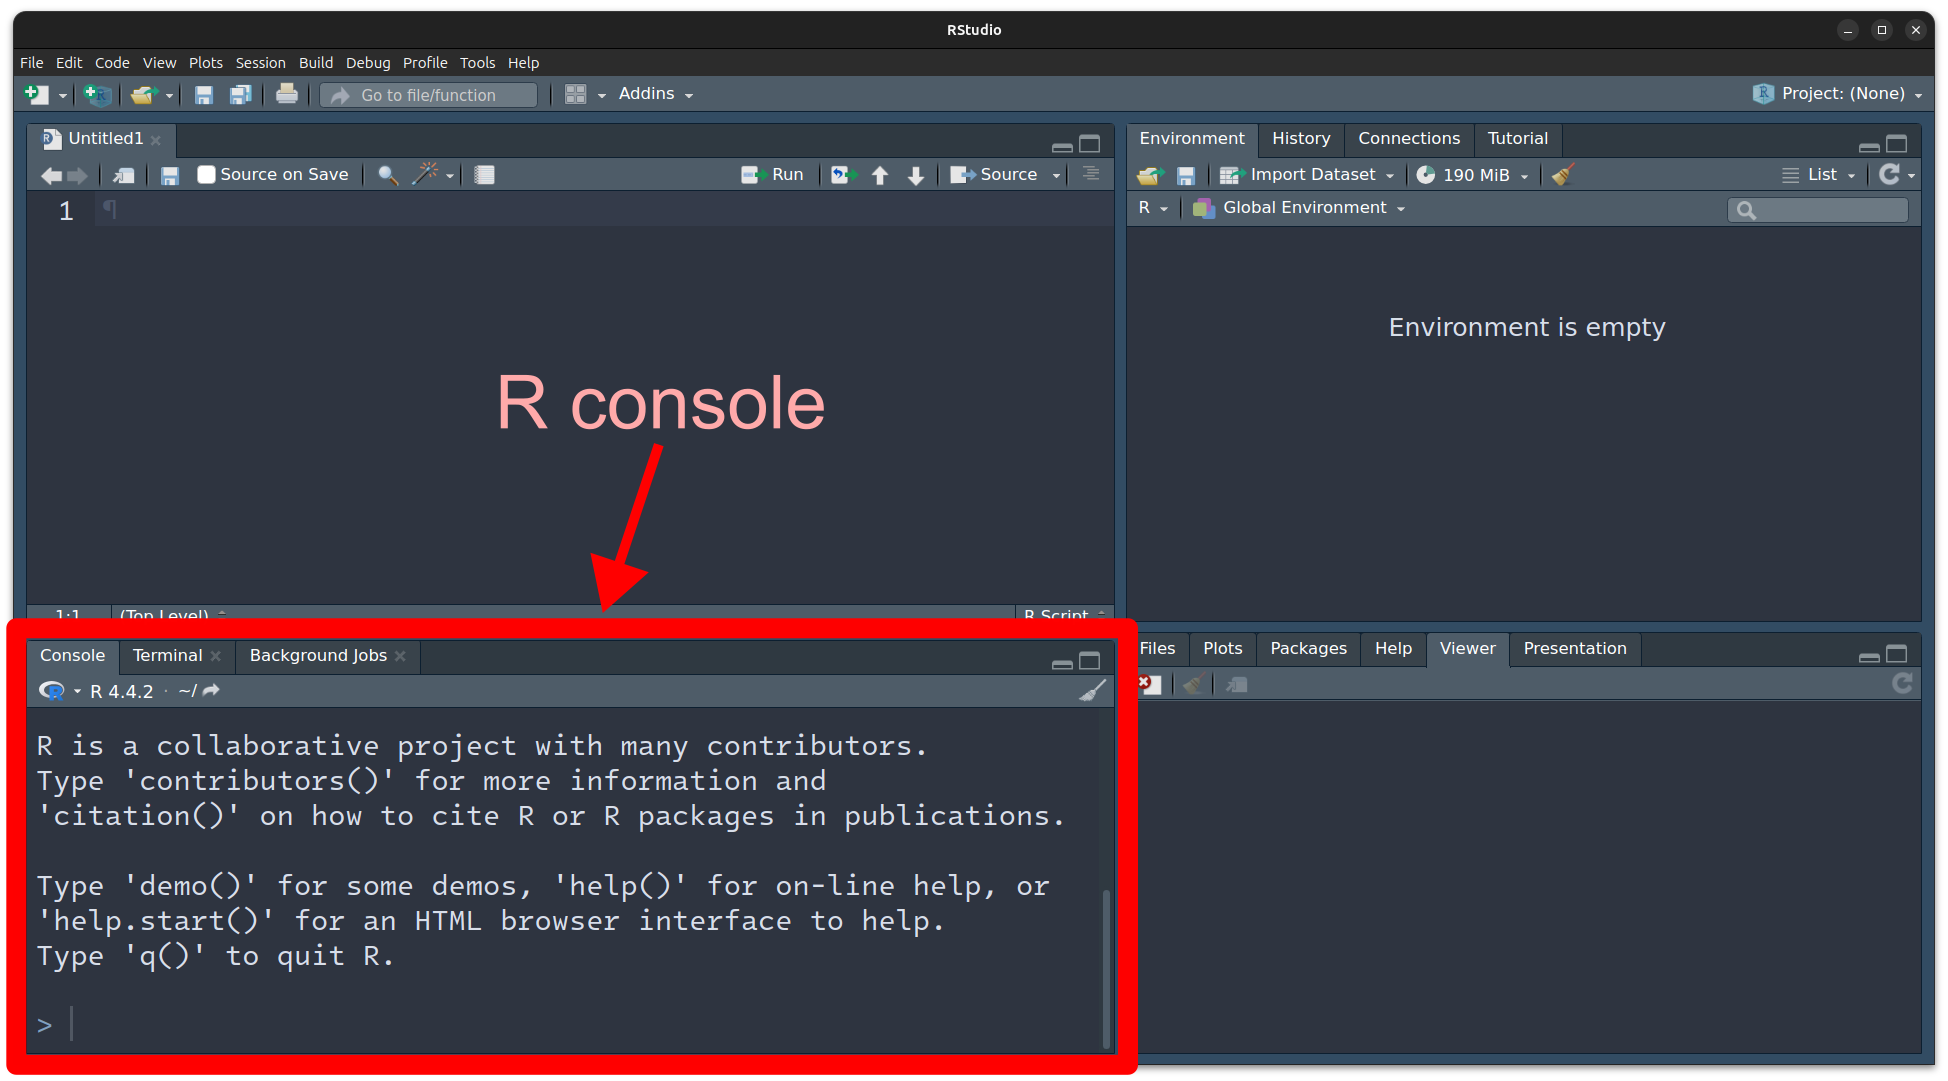 RStudio
File Edit Code View Plots Session Build Debug Profile Tools Help
Go to file/function Addins Project: (None)
Untitled1
Source on Save Run Source
1 ¶
R console
1:1 (Top Level) R Script
Environment History Connections Tutorial
Import Dataset 190 MiB List
R Global Environment
Environment is empty
Console Terminal Background Jobs
R 4.4.2 · ~/
R is a collaborative project with many contributors.
Type 'contributors()' for more information and
'citation()' on how to cite R or R packages in publications.
Type 'demo()' for some demos, 'help()' for on-line help, or
'help.start()' for an HTML browser interface to help.
Type 'q()' to quit R.
>
Files Plots Packages Help Viewer Presentation